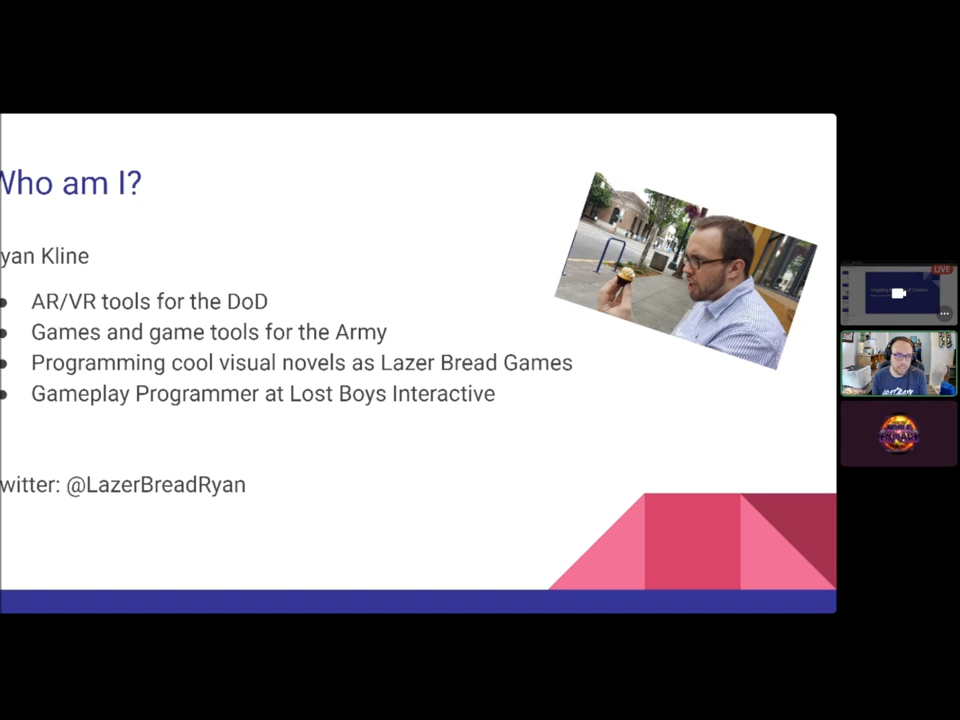 Who am I?
yan Kline
AR/VR tools for the DoD
Games and game tools for the Army
Programming cool visual novels as Lazer Bread Games
Gameplay Programmer at Lost Boys Interactive
witter: @LazerBreadRyan
LIVE